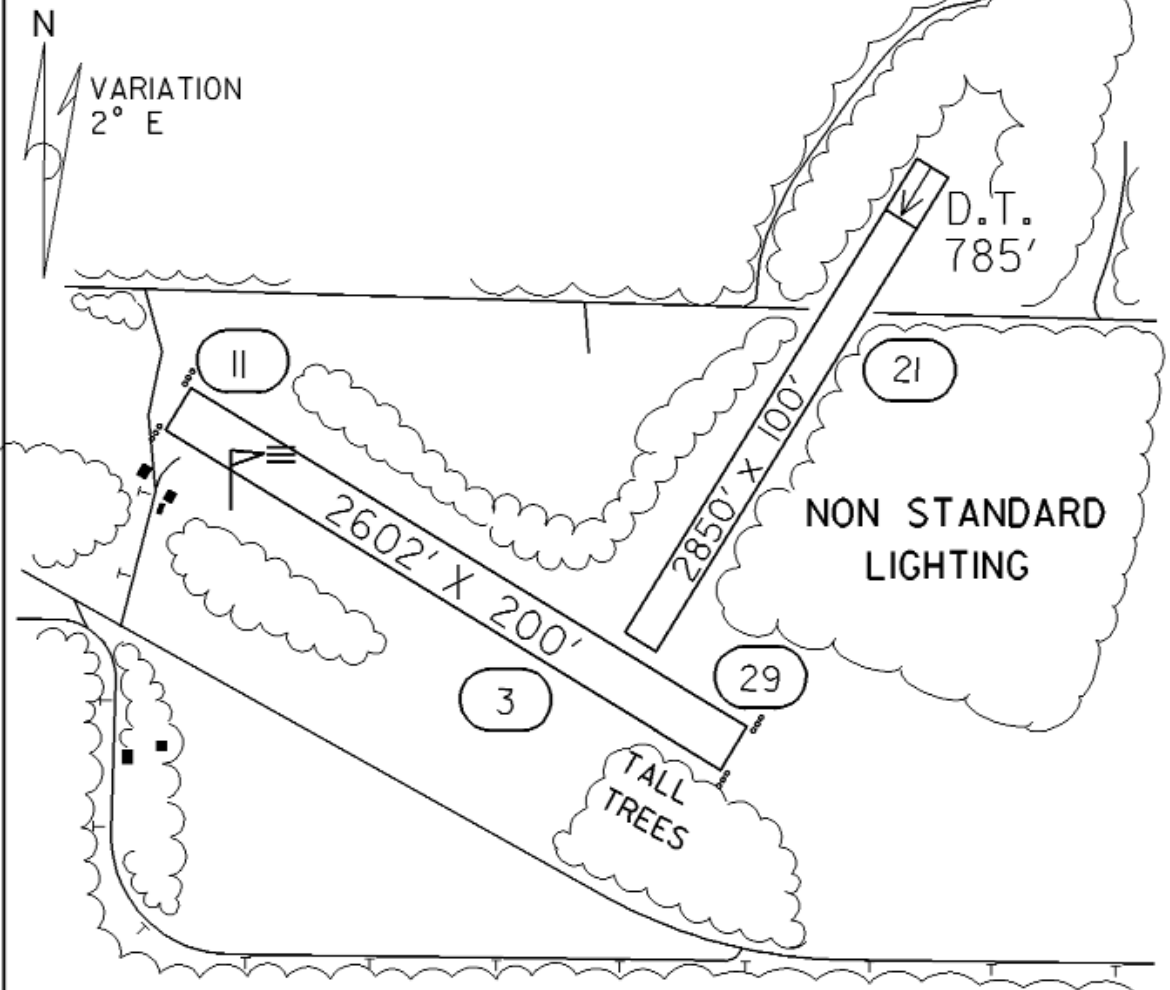 N
VARIATION
2° E
D.T.
785'
11
21
2850' X 100'
NON STANDARD
LIGHTING
2602' X 200'
29
3
TALL
TREES